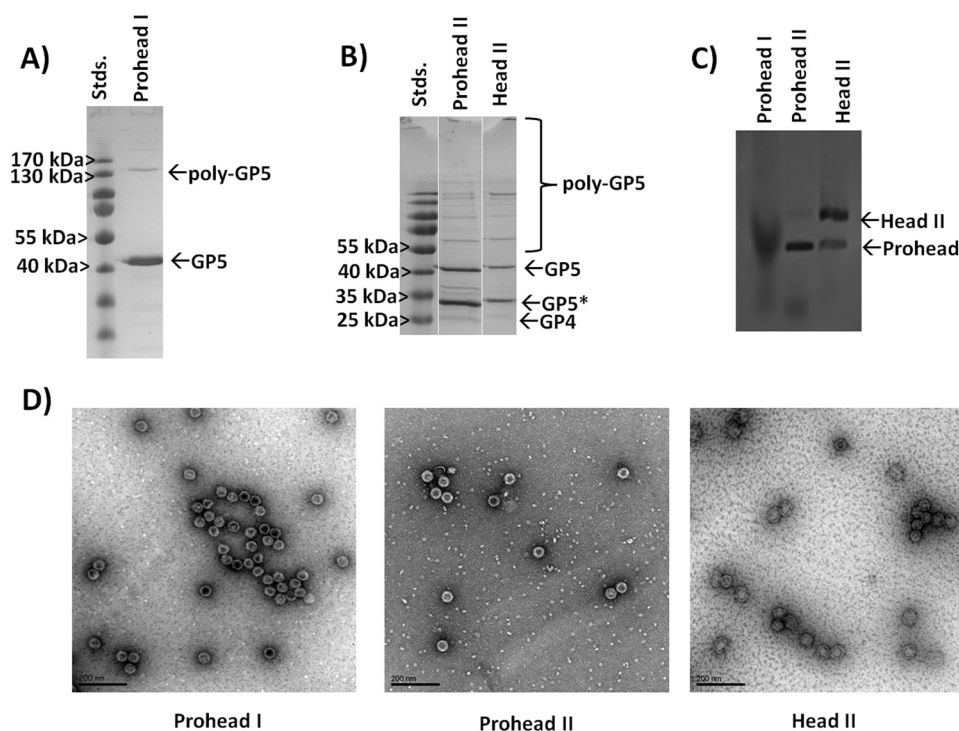 A)
Stds.
Prohead I
170 kDa>
130 kDa>
←poly-GP5
55 kDa>
40 kDa>
←GP5
B)
Stds.
Prohead II
Head II
poly-GP5
55 kDa>
40 kDa>
←GP5
35 kDa>
←GP5*
25 kDa>
←GP4
C)
Prohead I
Prohead II
Head II
←Head II
←Prohead
D)
200 nm
200 nm
200 nm
Prohead I
Prohead II
Head II